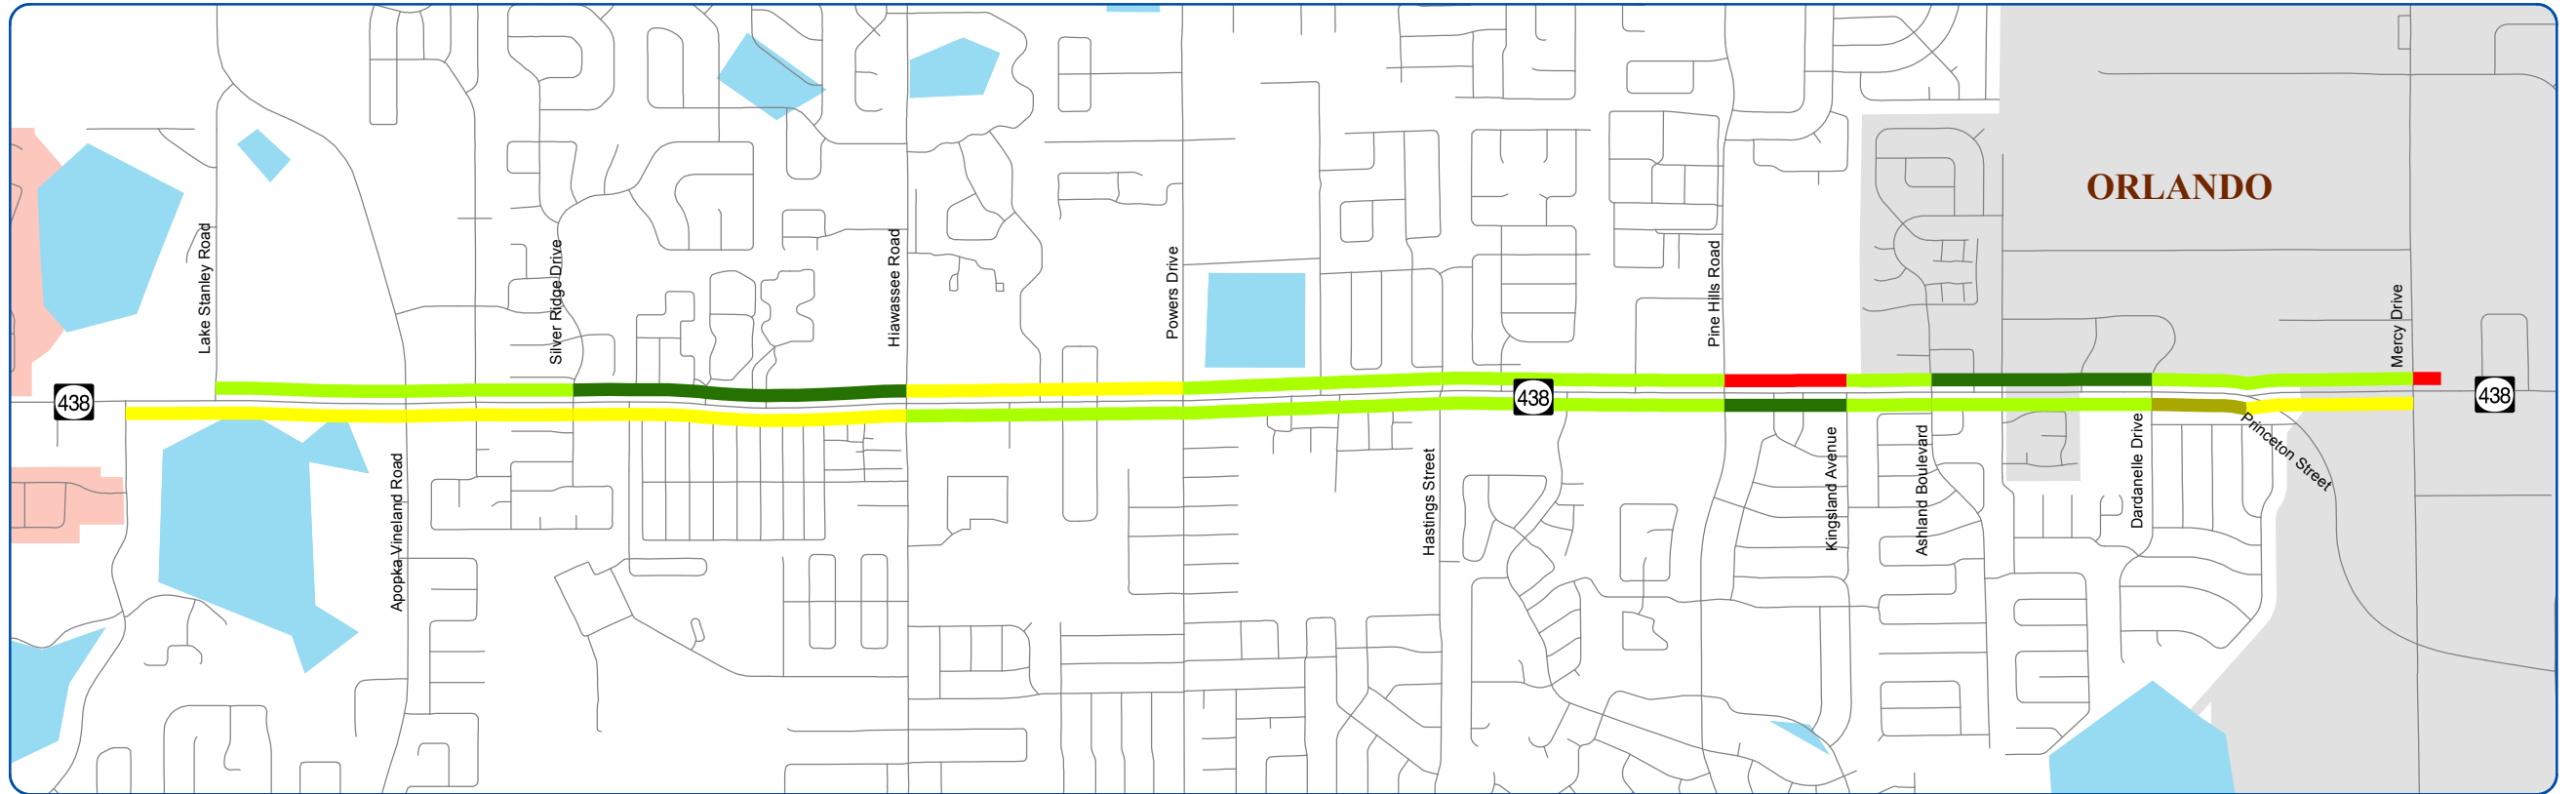 ORLANDO
Lake Stanley Road
Silver Ridge Drive
Hiawassee Road
Powers Drive
Pine Hills Road
Mercy Drive
438
438
438
Apopka Vineland Road
Hastings Street
Kingsland Avenue
Ashland Boulevard
Dardanelle Drive
Princeton Street